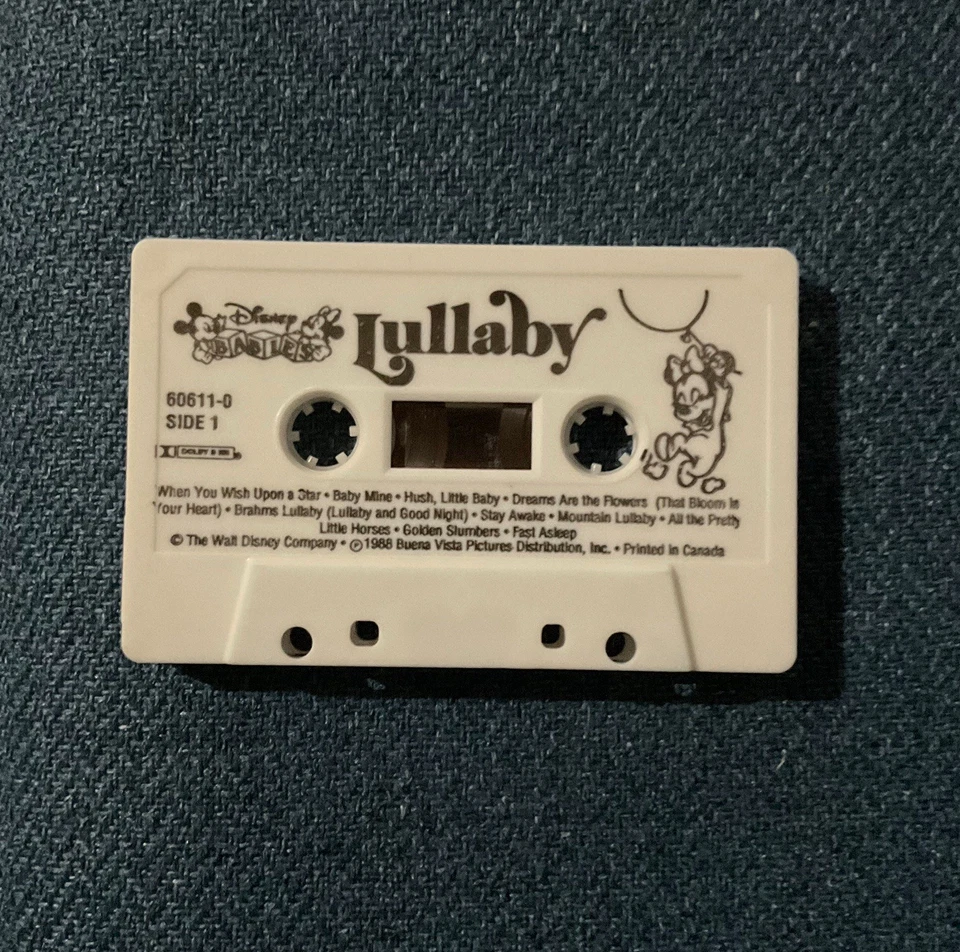 Disney
BABIES
Lullaby
60611-0
SIDE 1
DOLBY B NR
When You Wish Upon a Star • Baby Mine • Hush, Little Baby • Dreams Are the Flowers (That Bloom in
Your Heart) • Brahms Lullaby (Lullaby and Good Night) • Stay Awake • Mountain Lullaby • All the Pretty
Little Horses • Golden Slumbers • Fast Asleep
© The Walt Disney Company • ℗1988 Buena Vista Pictures Distribution, Inc. • Printed in Canada